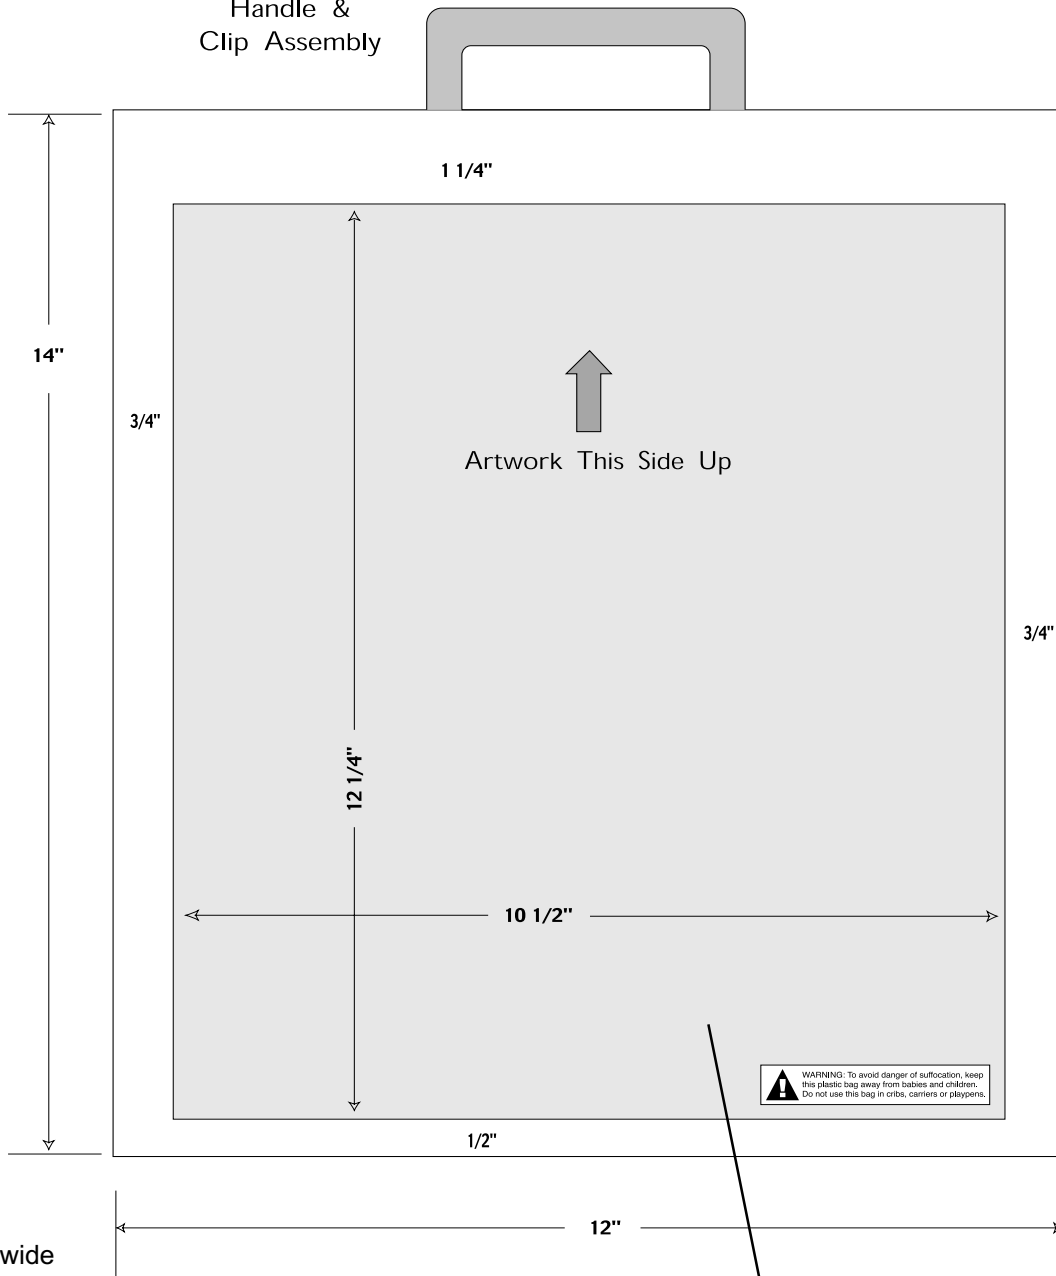 Handle &
Clip Assembly
1 1/4"
14"
3/4"
Artwork This Side Up
3/4"
12 1/4"
10 1/2"
WARNING: To avoid danger of suffocation, keep
this plastic bag away from babies and children.
Do not use this bag in cribs, carriers or playpens.
1/2"
12"
wide